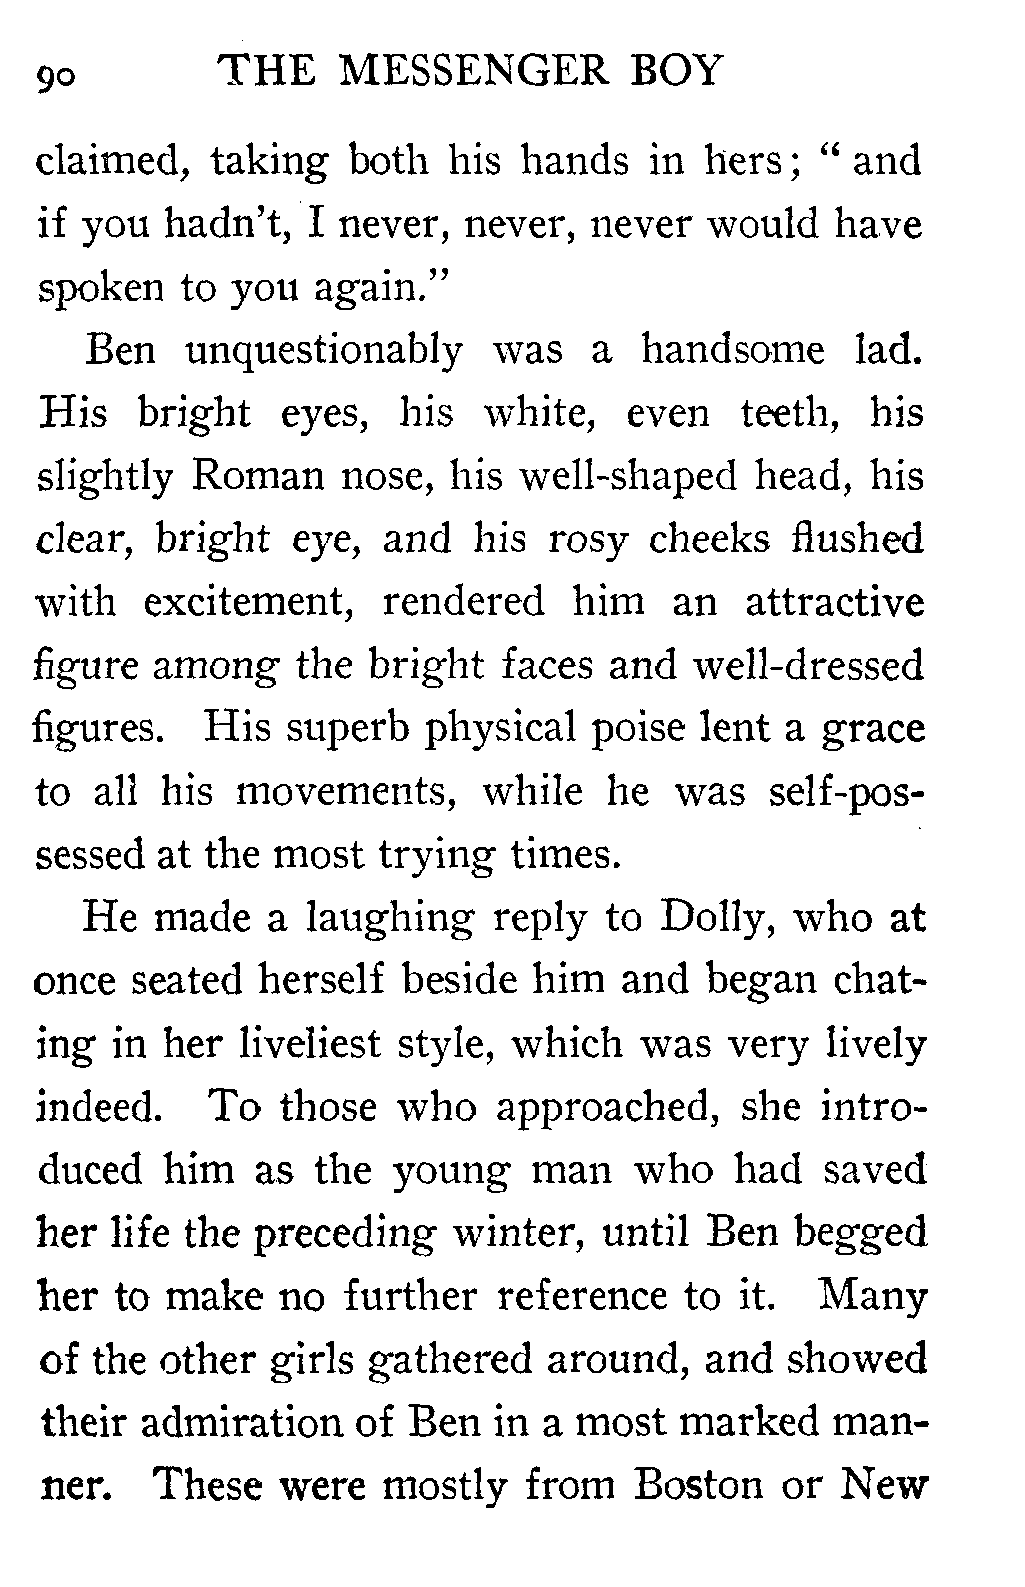 90 THE MESSENGER BOY
claimed, taking both his hands in hers; “ and
if you hadn't, I never, never, never would have
spoken to you again.”
Ben unquestionably was a handsome lad.
His bright eyes, his white, even teeth, his
slightly Roman nose, his well-shaped head, his
clear, bright eye, and his rosy cheeks flushed
with excitement, rendered him an attractive
figure among the bright faces and well-dressed
figures. His superb physical poise lent a grace
to all his movements, while he was self-pos-
sessed at the most trying times.
He made a laughing reply to Dolly, who at
once seated herself beside him and began chat-
ing in her liveliest style, which was very lively
indeed. To those who approached, she intro-
duced him as the young man who had saved
her life the preceding winter, until Ben begged
her to make no further reference to it. Many
of the other girls gathered around, and showed
their admiration of Ben in a most marked man-
ner. These were mostly from Boston or New